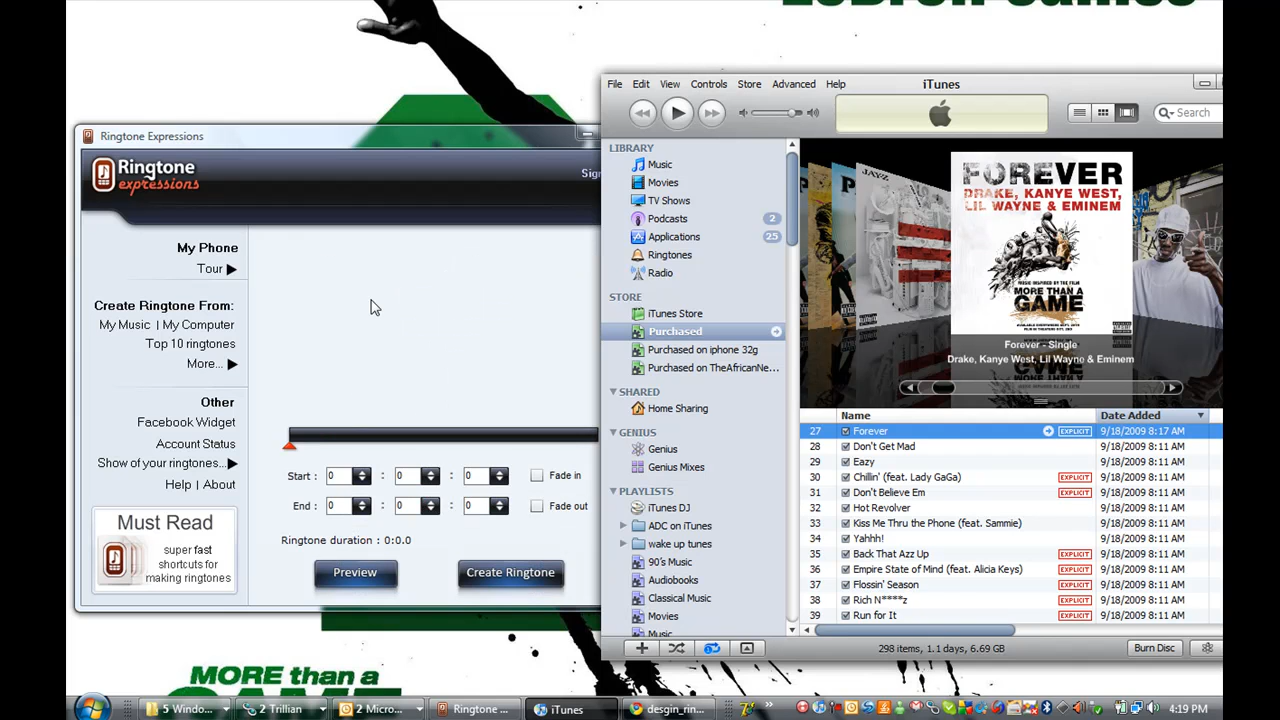 LeBron James
Ringtone Expressions
Ringtone
expressions
Sign
My Phone
Tour
Create Ringtone From:
My Music | My Computer
Top 10 ringtones
More...
Other
Facebook Widget
Account Status
Show of your ringtones...
Help | About
Must Read
super fast
shortcuts for
making ringtones
Start : 0 : 0 : 0 Fade in
End : 0 : 0 : 0 Fade out
Ringtone duration : 0:0.0
Preview Create Ringtone
File Edit View Controls Store Advanced Help iTunes
Search
LIBRARY
Music
Movies
TV Shows
Podcasts 2
Applications 25
Ringtones
Radio
STORE
iTunes Store
Purchased
Purchased on iphone 32g
Purchased on TheAfricanNe...
SHARED
Home Sharing
GENIUS
Genius
Genius Mixes
PLAYLISTS
iTunes DJ
ADC on iTunes
wake up tunes
90's Music
Audiobooks
Classical Music
Movies
Music
JAY-Z
FOREVER
DRAKE, KANYE WEST,
LIL WAYNE & EMINEM
MUSIC INSPIRED BY THE FILM
MORE THAN A
GAME
Forever - Single
Drake, Kanye West, Lil Wayne & Eminem
Name Date Added
27 Forever EXPLICIT 9/18/2009 8:17 AM
28 Don't Get Mad 9/18/2009 8:11 AM
29 Eazy 9/18/2009 8:11 AM
30 Chillin' (feat. Lady GaGa) EXPLICIT 9/18/2009 8:11 AM
31 Don't Believe Em EXPLICIT 9/18/2009 8:11 AM
32 Hot Revolver 9/18/2009 8:11 AM
33 Kiss Me Thru the Phone (feat. Sammie) 9/18/2009 8:11 AM
34 Yahhh! 9/18/2009 8:11 AM
35 Back That Azz Up EXPLICIT 9/18/2009 8:11 AM
36 Empire State of Mind (feat. Alicia Keys) EXPLICIT 9/18/2009 8:11 AM
37 Flossin' Season EXPLICIT 9/18/2009 8:11 AM
38 Rich N****z EXPLICIT 9/18/2009 8:11 AM
39 Run for It EXPLICIT 9/18/2009 8:11 AM
298 items, 1.1 days, 6.69 GB
Burn Disc
MORE than a
GAME
5 Windo... 2 Trillian 2 Micro... Ringtone ... iTunes desgin_rin... » 4:19 PM